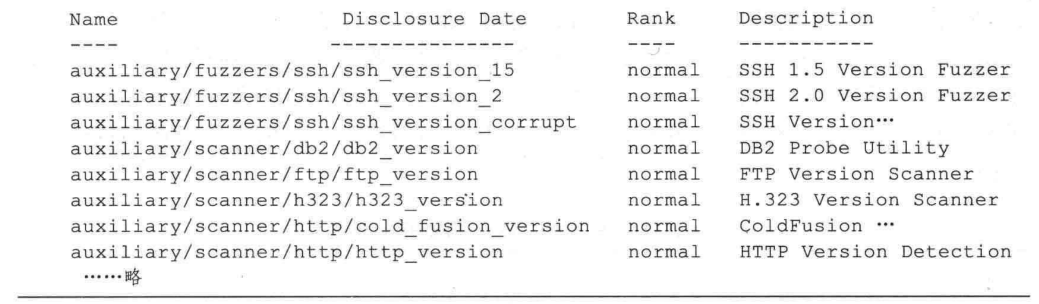 Name Disclosure Date Rank Description
---- --------------- ---- -----------
auxiliary/fuzzers/ssh/ssh_version_15 normal SSH 1.5 Version Fuzzer
auxiliary/fuzzers/ssh/ssh_version_2 normal SSH 2.0 Version Fuzzer
auxiliary/fuzzers/ssh/ssh_version_corrupt normal SSH Version…
auxiliary/scanner/db2/db2_version normal DB2 Probe Utility
auxiliary/scanner/ftp/ftp_version normal FTP Version Scanner
auxiliary/scanner/h323/h323_version normal H.323 Version Scanner
auxiliary/scanner/http/cold_fusion_version normal ColdFusion …
auxiliary/scanner/http/http_version normal HTTP Version Detection
……略